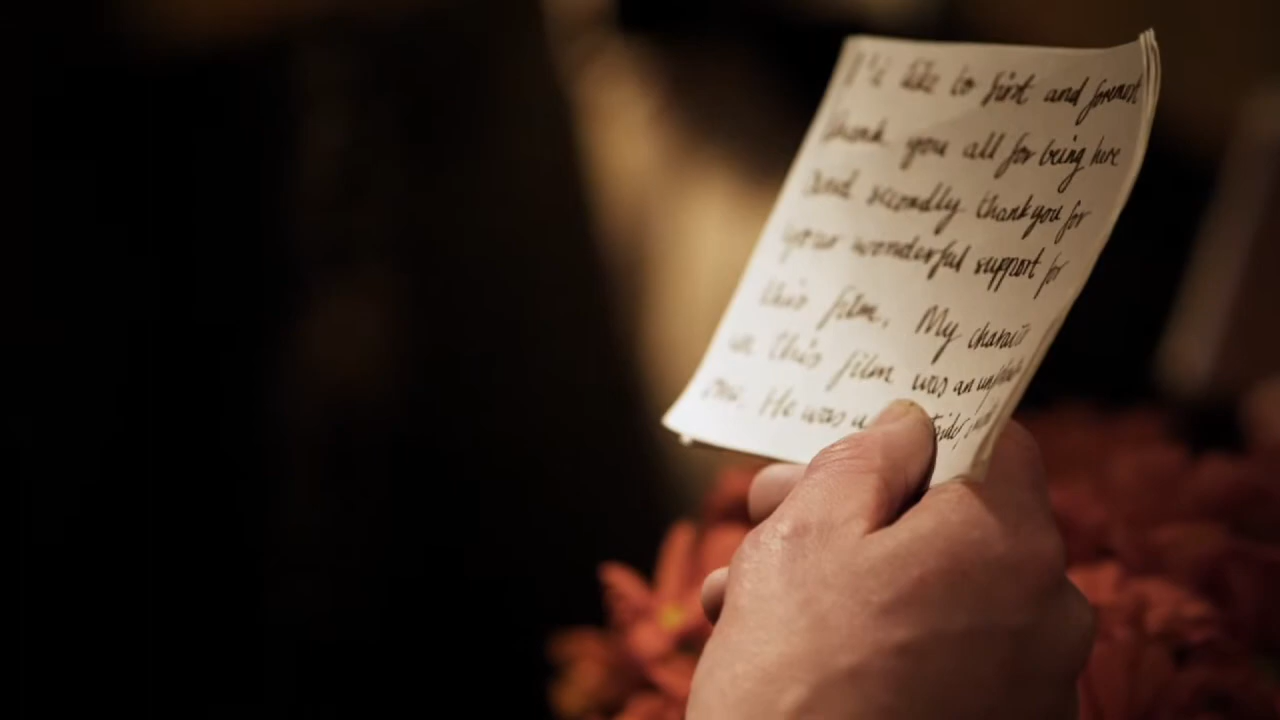 I'd like to first and foremost
thank you all for being here
and secondly thank you for
your wonderful support for
this film. My
in this film was an
one. He was